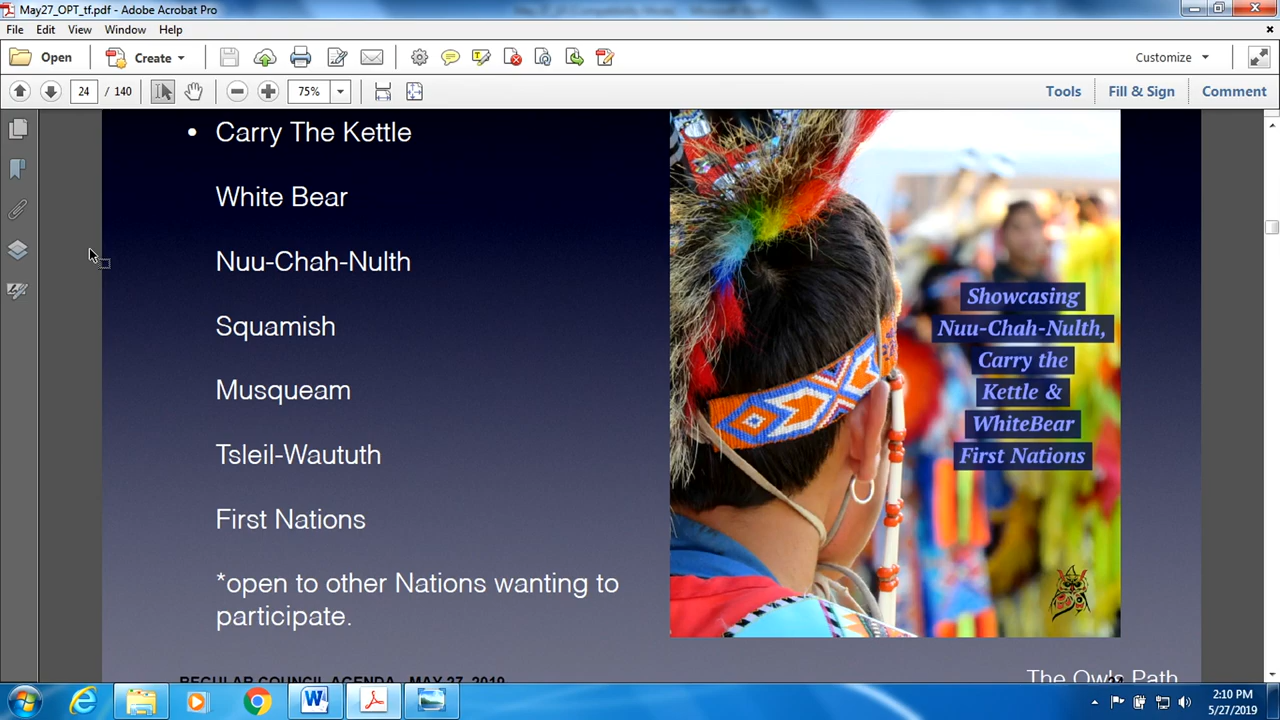 May27_OPT_tf.pdf - Adobe Acrobat Pro
File Edit View Window Help
Open Create Customize
24 / 140 75% Tools Fill & Sign Comment
• Carry The Kettle
White Bear
Nuu-Chah-Nulth
Squamish
Musqueam
Tsleil-Waututh
First Nations
*open to other Nations wanting to
participate.
Showcasing
Nuu-Chah-Nulth,
Carry the
Kettle &
WhiteBear
First Nations
REGULAR COUNCIL AGENDA - MAY 27, 2019
The Owls Path
2:10 PM
5/27/2019